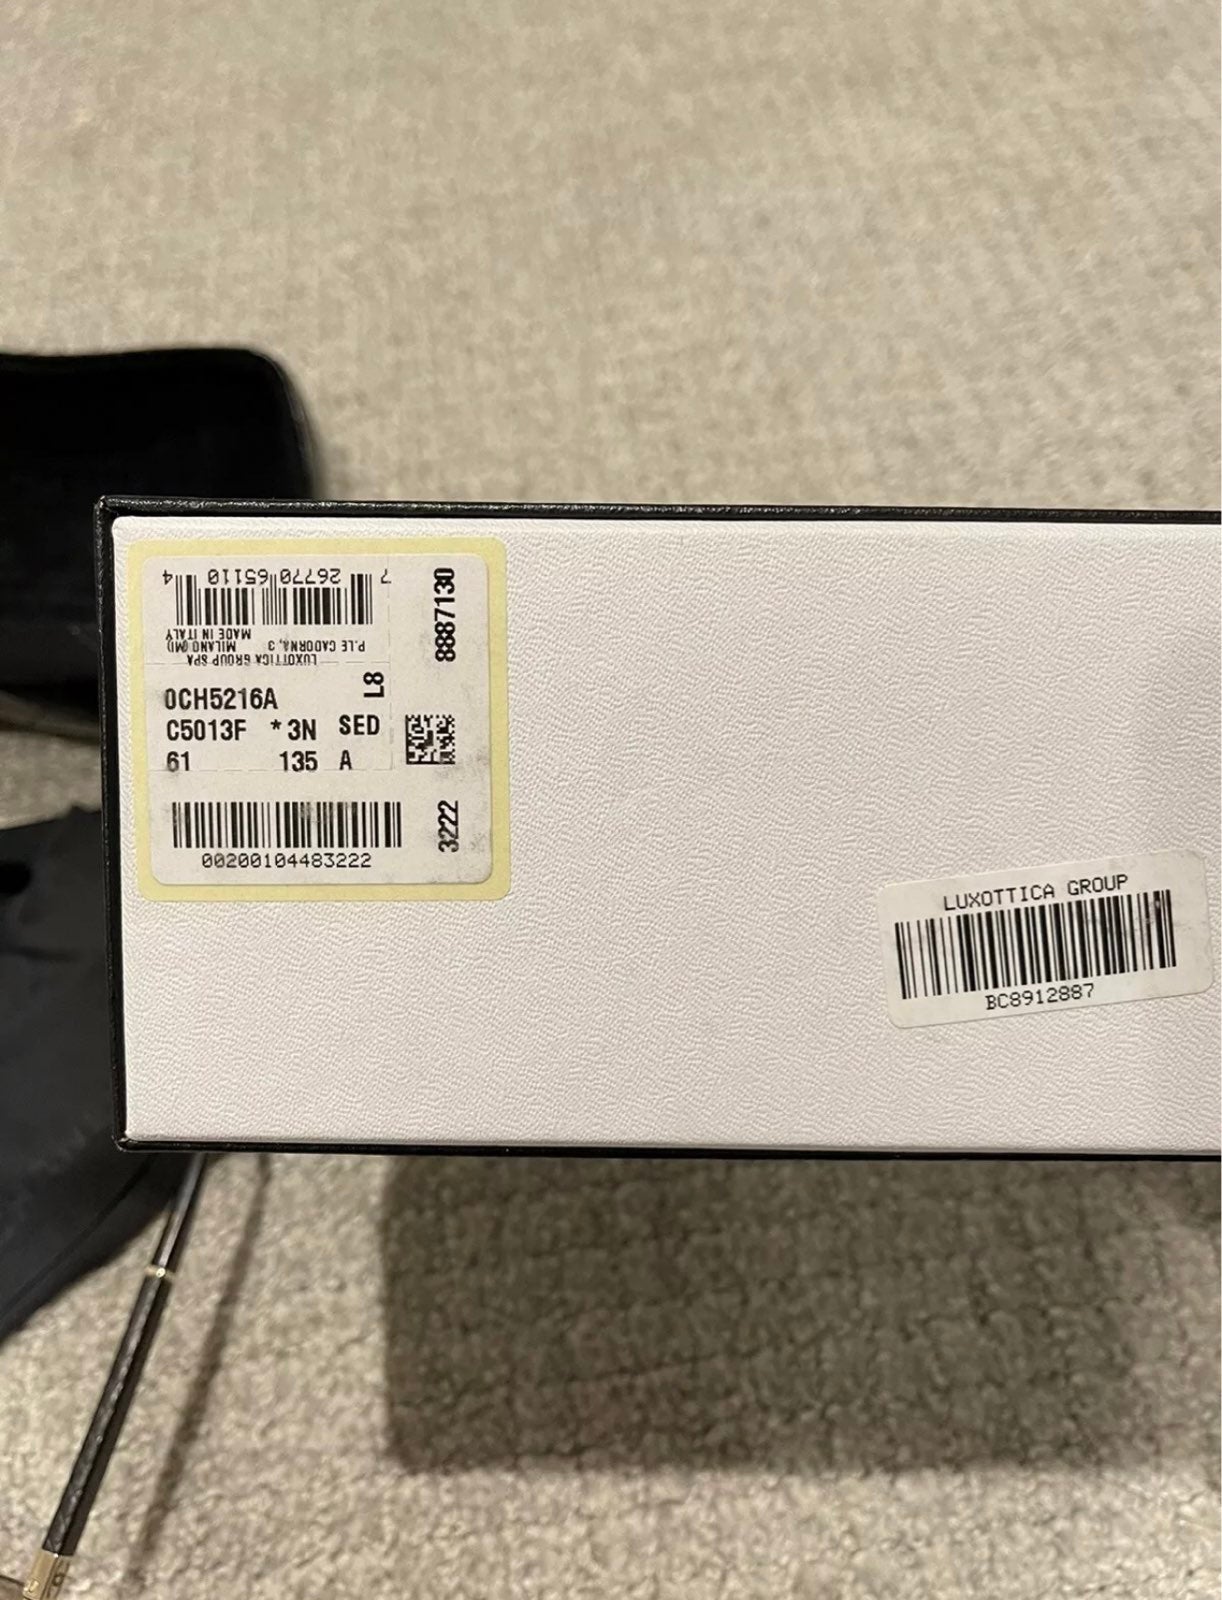 7 26770 65110 4
MADE IN ITALY
P.LE CADORNA, 3 MILANO (MI)
LUXOTTICA GROUP SPA
8887130
L8
0CH5216A
C5013F *3N SED
61 135 A
3222
00200104483222
LUXOTTICA GROUP
BC8912887